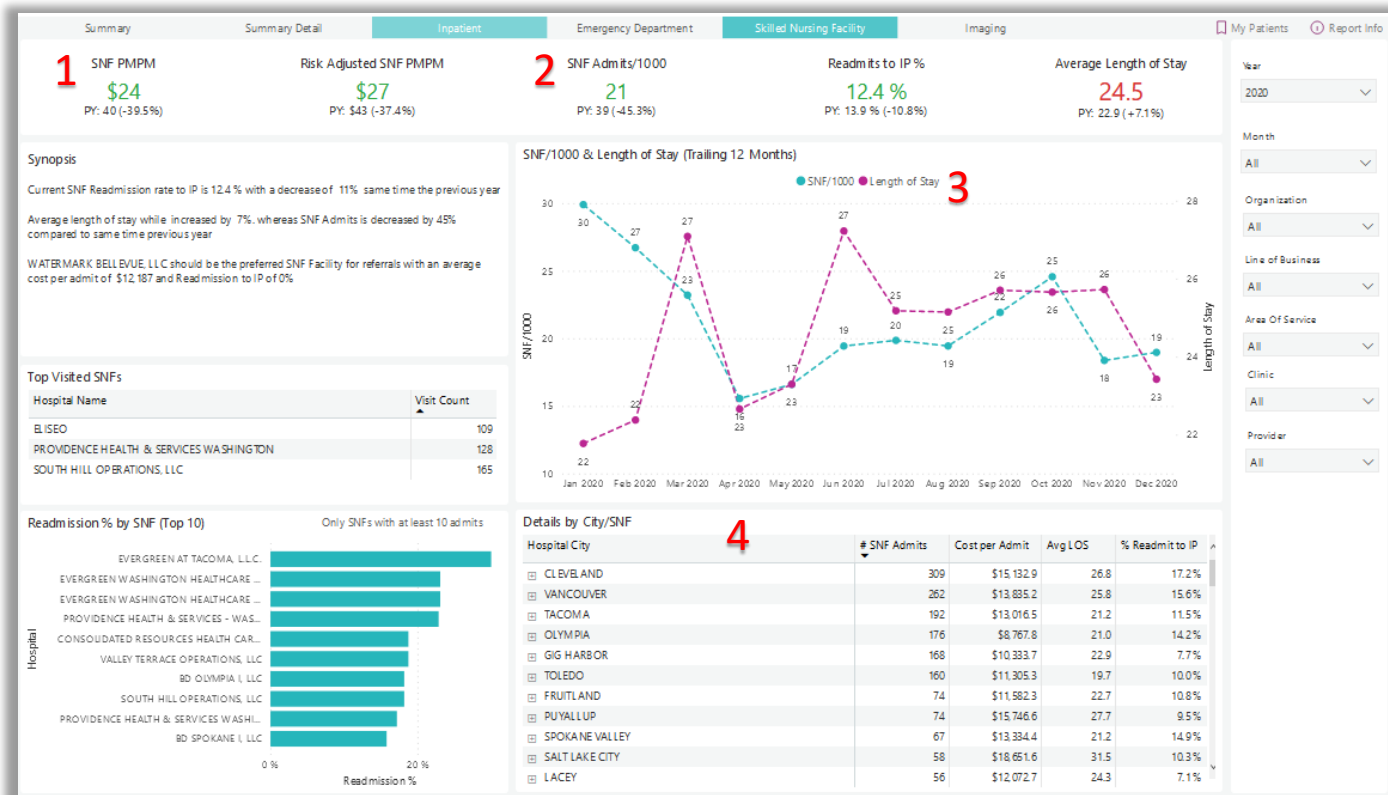 Summary Summary Detail Inpatient Emergency Department Skilled Nursing Facility Imaging My Patients Report Info
1 SNF PMPM Risk Adjusted SNF PMPM 2 SNF Admits/1000 Readmits to IP % Average Length of Stay
$24 $27 21 12.4 % 24.5
PY: 40 (-39.5%) PY: $43 (-37.4%) PY: 39 (-45.3%) PY: 13.9 % (-10.8%) PY: 22.9 (+7.1%)
Year
2020
Month
All
Organization
All
Line of Business
All
Area Of Service
All
Clinic
All
Provider
All
Synopsis
Current SNF Readmission rate to IP is 12.4 % with a decrease of 11% same time the previous year
Average length of stay while increased by 7%. whereas SNF Admits is decreased by 45%
compared to same time previous year
WATERMARK BELLEVUE, LLC should be the preferred SNF Facility for referrals with an average
cost per admit of $12,187 and Readmission to IP of 0%
Top Visited SNFs
Hospital Name Visit Count
ELISEO 109
PROVIDENCE HEALTH & SERVICES WASHINGTON 128
SOUTH HILL OPERATIONS, LLC 165
Readmission % by SNF (Top 10) Only SNFs with at least 10 admits
Hospital
EVERGREEN AT TACOMA, L.L.C.
EVERGREEN WASHINGTON HEALTHCARE ...
EVERGREEN WASHINGTON HEALTHCARE ...
PROVIDENCE HEALTH & SERVICES - WAS...
CONSOLIDATED RESOURCES HEALTH CAR...
VALLEY TERRACE OPERATIONS, LLC
BD OLYMPIA I, LLC
SOUTH HILL OPERATIONS, LLC
PROVIDENCE HEALTH & SERVICES WASHI...
BD SPOKANE I, LLC
0 % 20 %
Readmission %
SNF/1000 & Length of Stay (Trailing 12 Months)
SNF/1000 Length of Stay 3
SNF/1000
30
25
20
15
10
30 27 23 16 17 19 20 19 22 25 18 19
22 22 27 23 23 27 25 25 26 26 26 23
28
26
24
22
Length of Stay
Jan 2020 Feb 2020 Mar 2020 Apr 2020 May 2020 Jun 2020 Jul 2020 Aug 2020 Sep 2020 Oct 2020 Nov 2020 Dec 2020
Details by City/SNF 4
Hospital City # SNF Admits Cost per Admit Avg LOS % Readmit to IP
CLEVELAND 309 $15,132.9 26.8 17.2%
VANCOUVER 262 $13,835.2 25.8 15.6%
TACOMA 192 $13,016.5 21.2 11.5%
OLYMPIA 176 $8,767.8 21.0 14.2%
GIG HARBOR 168 $10,333.7 22.9 7.7%
TOLEDO 160 $11,305.3 19.7 10.0%
FRUITLAND 74 $11,582.3 22.7 10.8%
PUYALLUP 74 $15,746.6 27.7 9.5%
SPOKANE VALLEY 67 $13,334.4 21.2 14.9%
SALT LAKE CITY 58 $18,651.6 31.5 10.3%
LACEY 56 $12,072.7 24.3 7.1%